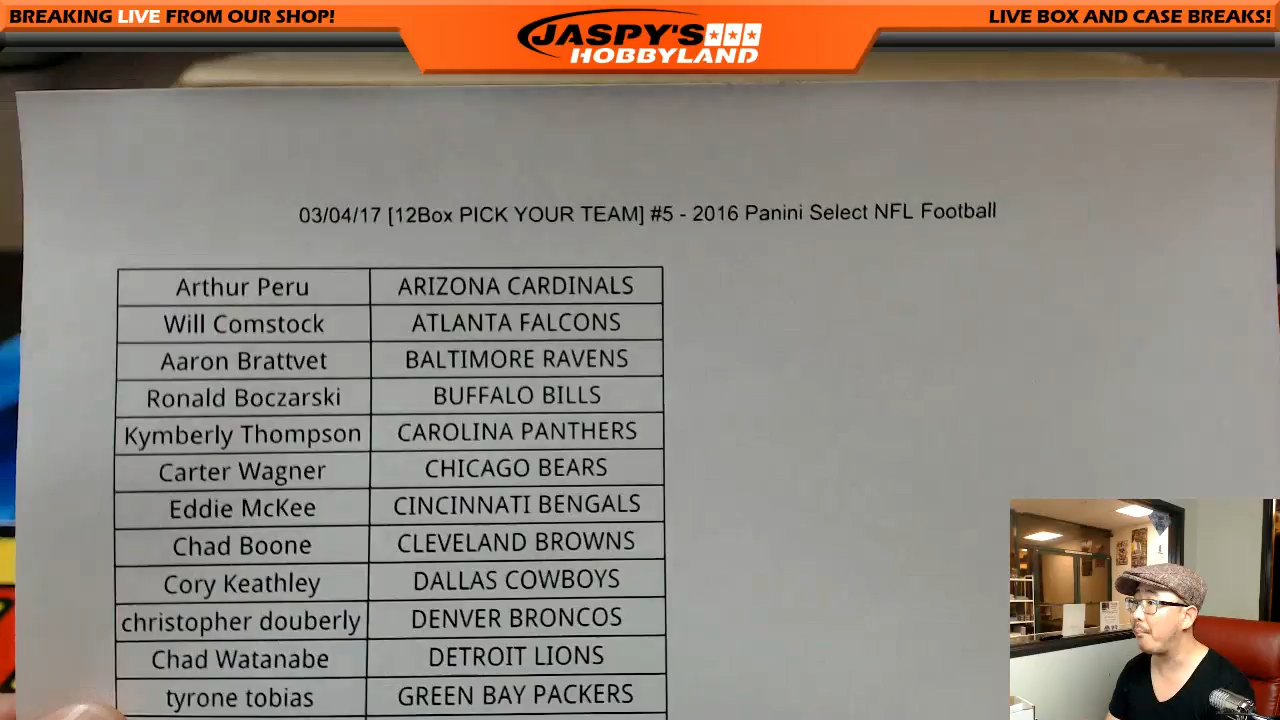 BREAKING LIVE FROM OUR SHOP!
JASPY'S
HOBBYLAND
LIVE BOX AND CASE BREAKS!
03/04/17 [12Box PICK YOUR TEAM] #5 - 2016 Panini Select NFL Football
Arthur Peru ARIZONA CARDINALS
Will Comstock ATLANTA FALCONS
Aaron Brattvet BALTIMORE RAVENS
Ronald Boczarski BUFFALO BILLS
Kymberly Thompson CAROLINA PANTHERS
Carter Wagner CHICAGO BEARS
Eddie McKee CINCINNATI BENGALS
Chad Boone CLEVELAND BROWNS
Cory Keathley DALLAS COWBOYS
christopher douberly DENVER BRONCOS
Chad Watanabe DETROIT LIONS
tyrone tobias GREEN BAY PACKERS